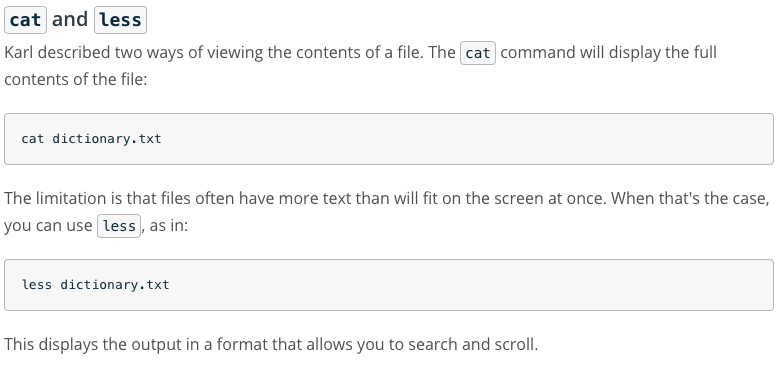 cat and less
Karl described two ways of viewing the contents of a file. The cat command will display the full
contents of the file:
cat dictionary.txt
The limitation is that files often have more text than will fit on the screen at once. When that's the case,
you can use less, as in:
less dictionary.txt
This displays the output in a format that allows you to search and scroll.